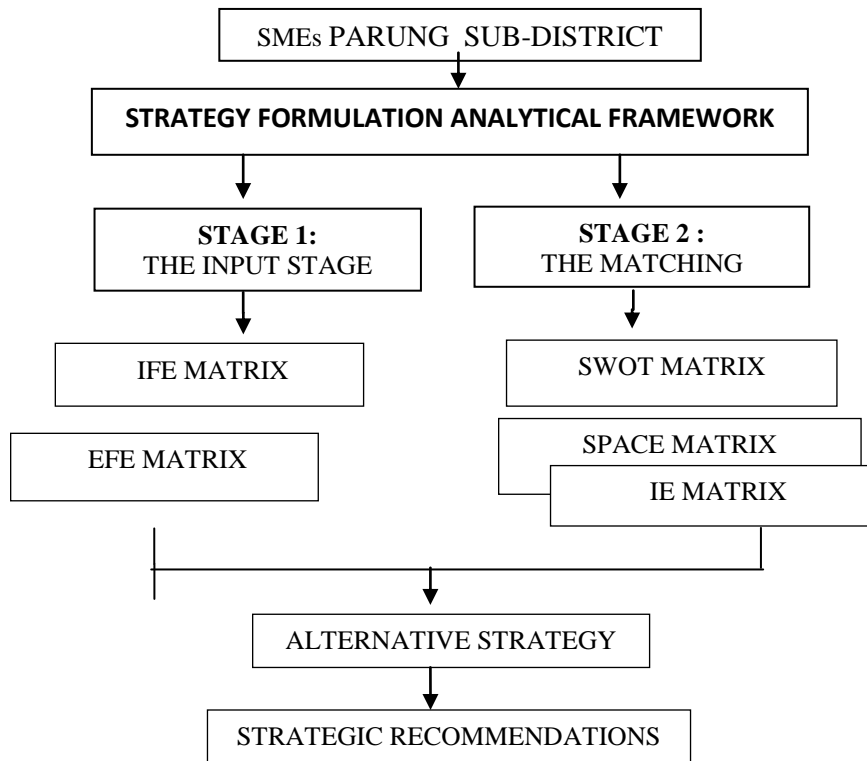 SMEs PARUNG SUB-DISTRICT
STRATEGY FORMULATION ANALYTICAL FRAMEWORK
STAGE 1:
THE INPUT STAGE
STAGE 2 :
THE MATCHING
IFE MATRIX
SWOT MATRIX
EFE MATRIX
SPACE MATRIX
IE MATRIX
ALTERNATIVE STRATEGY
STRATEGIC RECOMMENDATIONS